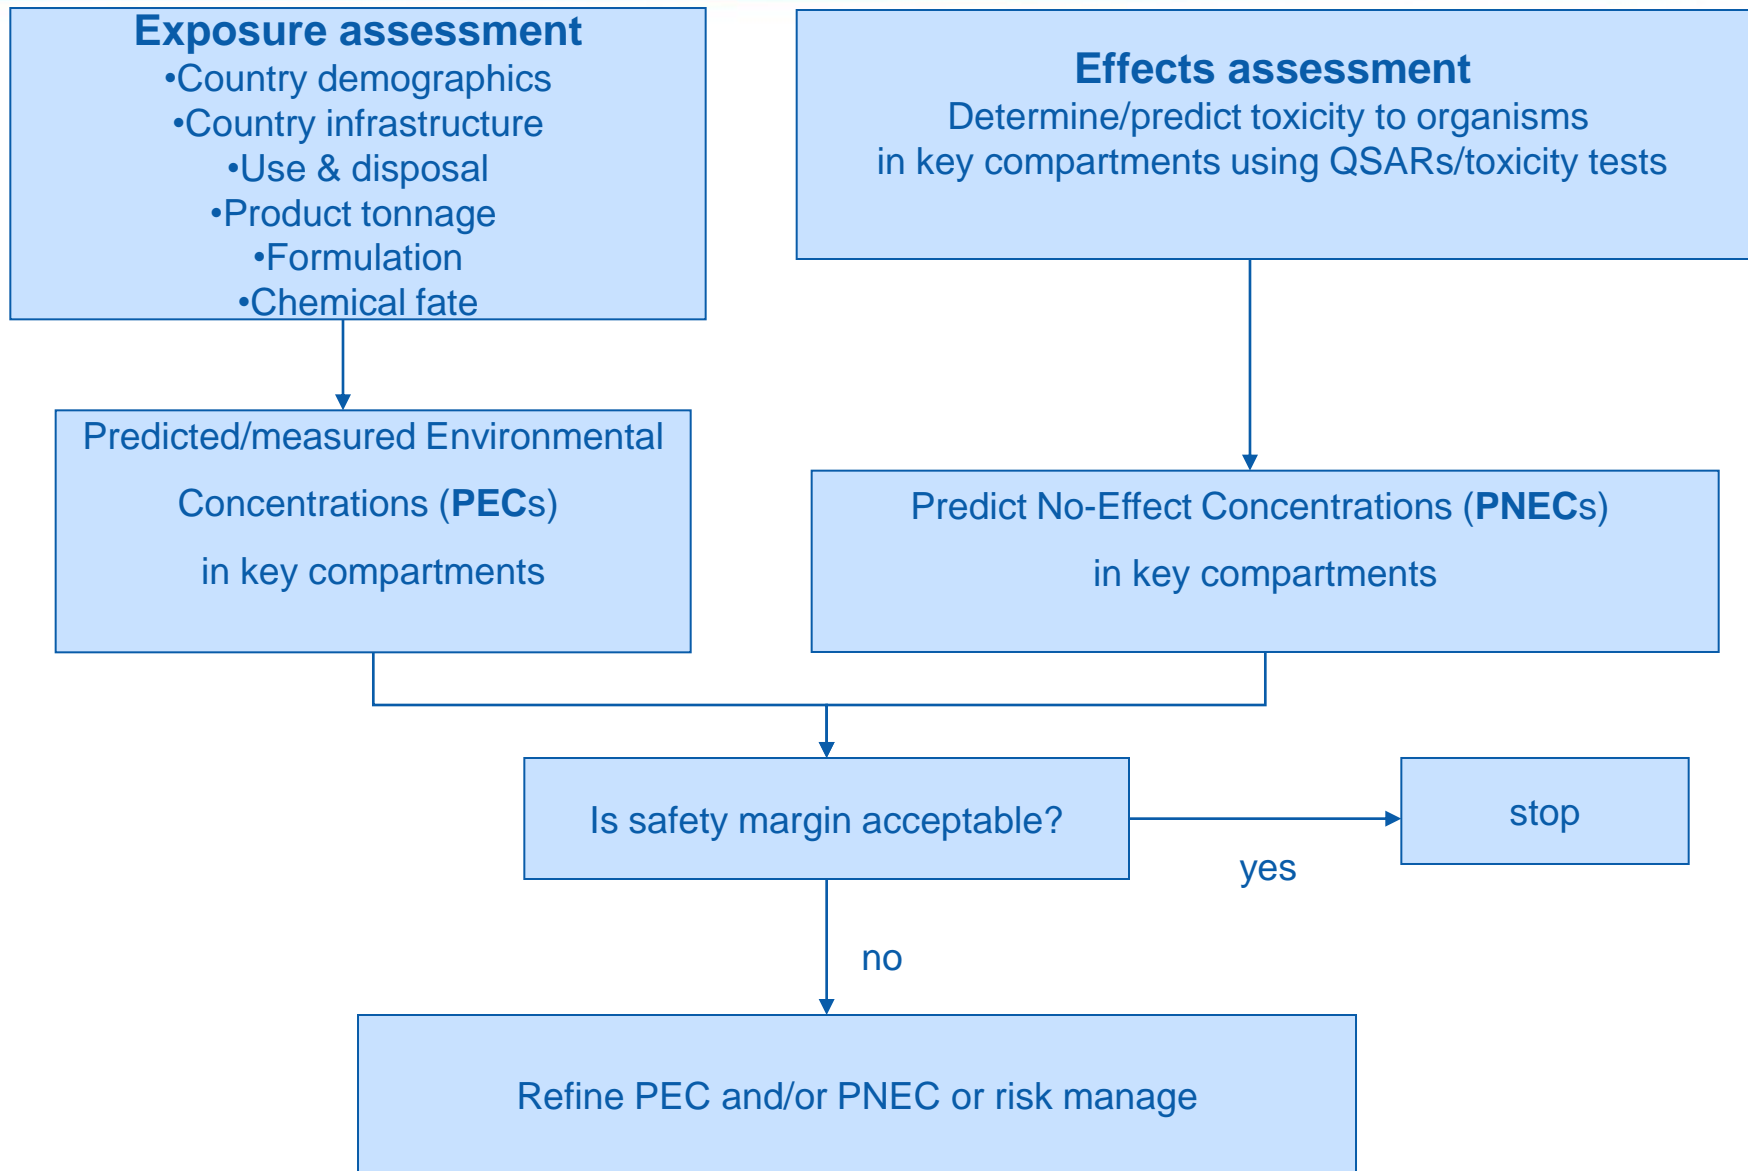 Exposure assessment
•Country demographics
•Country infrastructure
•Use & disposal
•Product tonnage
•Formulation
•Chemical fate
Effects assessment
Determine/predict toxicity to organisms
in key compartments using QSARs/toxicity tests
Predicted/measured Environmental
Concentrations (PECs)
in key compartments
Predict No-Effect Concentrations (PNECs)
in key compartments
Is safety margin acceptable?
yes
stop
no
Refine PEC and/or PNEC or risk manage